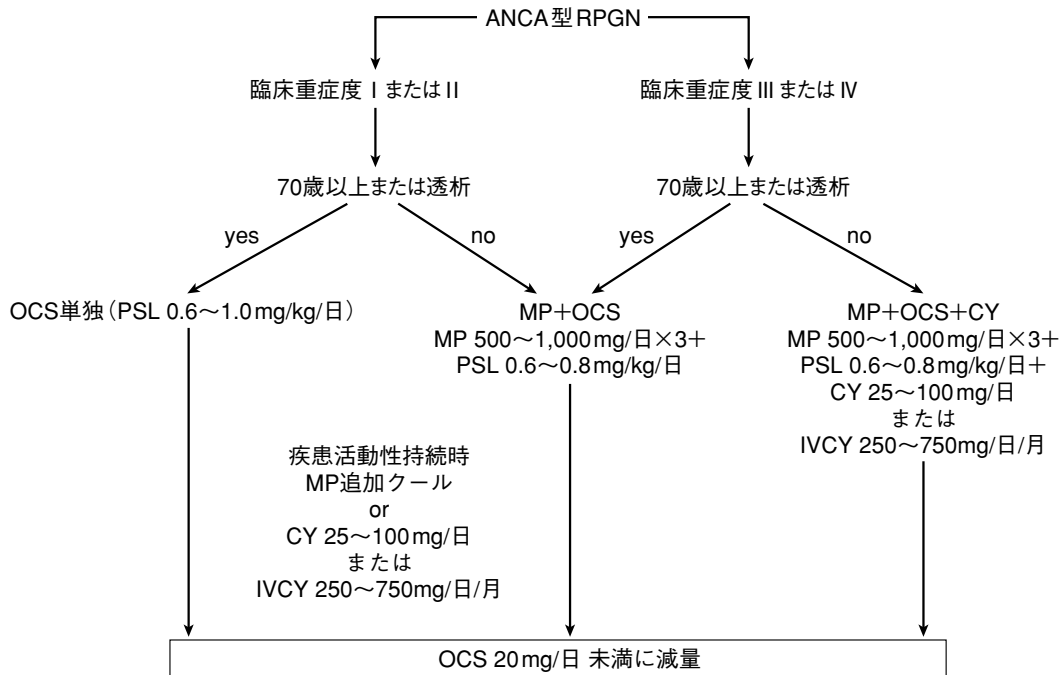 ANCA型RPGN
臨床重症度 I またはII
臨床重症度 III または IV
70歳以上または透析
70歳以上または透析
yes
no
yes
no
OCS単独（PSL 0.6〜1.0mg/kg/日）
MP＋OCS
MP 500〜1,000mg/日×3＋
PSL 0.6〜0.8mg/kg/日
MP＋OCS＋CY
MP 500〜1,000mg/日×3＋
PSL 0.6〜0.8mg/kg/日＋
CY 25〜100mg/日
または
IVCY 250〜750mg/日/月
疾患活動性持続時
MP追加クール
or
CY 25〜100mg/日
または
IVCY 250〜750mg/日/月
OCS 20mg/日 未満に減量